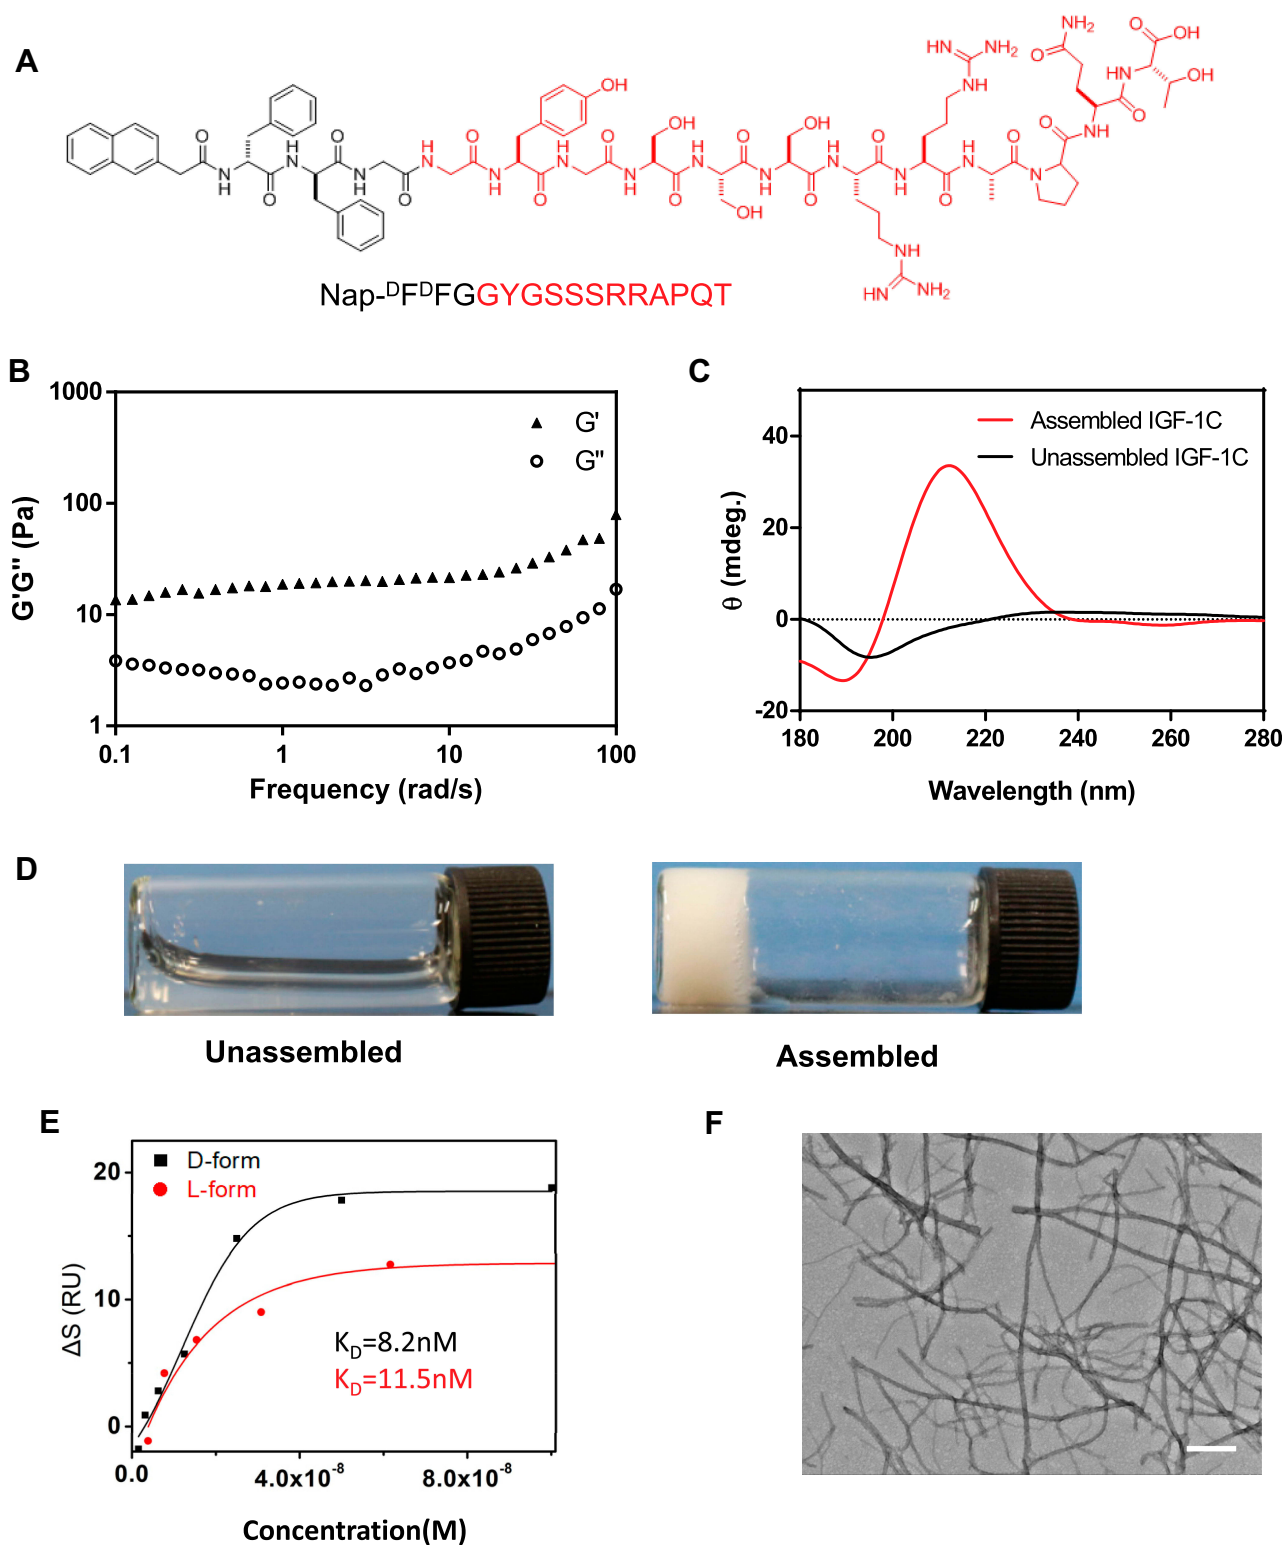 A
NH₂
O
O
OH
HN
NH₂
NH
HN
O
OH
OH
O
NH
O
O
O
H
N
O
H
N
O
H
N
OH
O
H
N
O
OH
O
H
N
O
H
N
O
N
N
H
O
N
H
O
O
N
H
O
N
H
O
OH
N
H
O
N
H
O
NH
HN
NH₂
Nap-ᴰFᴰFGGYGSSSRRAPQT
B
1000
100
10
1
G'G" (Pa)
G'
G"
0.1
1
10
100
Frequency (rad/s)
C
40
20
0
-20
θ (mdeg.)
Assembled IGF-1C
Unassembled IGF-1C
180
200
220
240
260
280
Wavelength (nm)
D
Unassembled
Assembled
E
20
10
0
ΔS (RU)
D-form
L-form
K_D=8.2nM
K_D=11.5nM
0.0
4.0x10⁻⁸
8.0x10⁻⁸
Concentration(M)
F